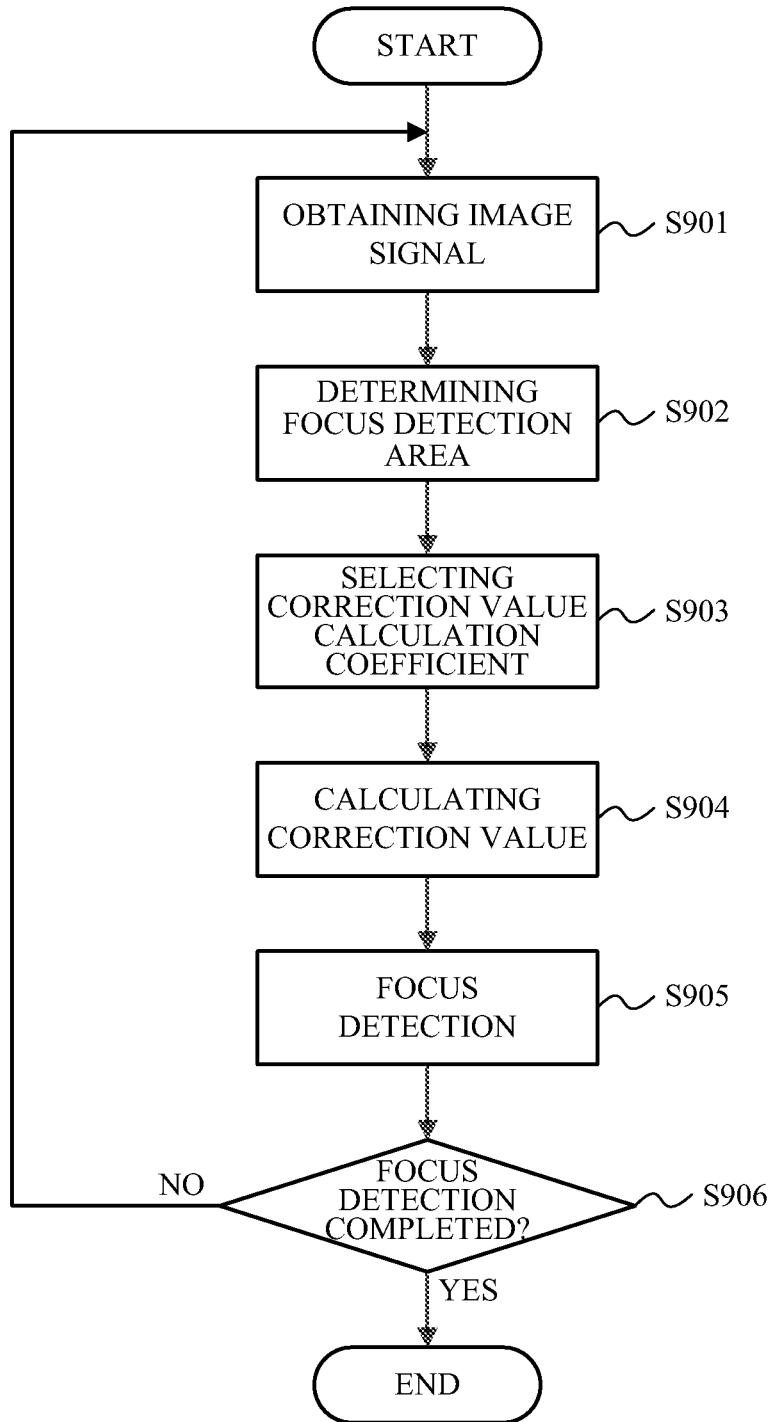 START
OBTAINING IMAGE
SIGNAL
S901
DETERMINING
FOCUS DETECTION
AREA
S902
SELECTING
CORRECTION VALUE
CALCULATION
COEFFICIENT
S903
CALCULATING
CORRECTION VALUE
S904
FOCUS
DETECTION
S905
NO
FOCUS
DETECTION
COMPLETED?
S906
YES
END